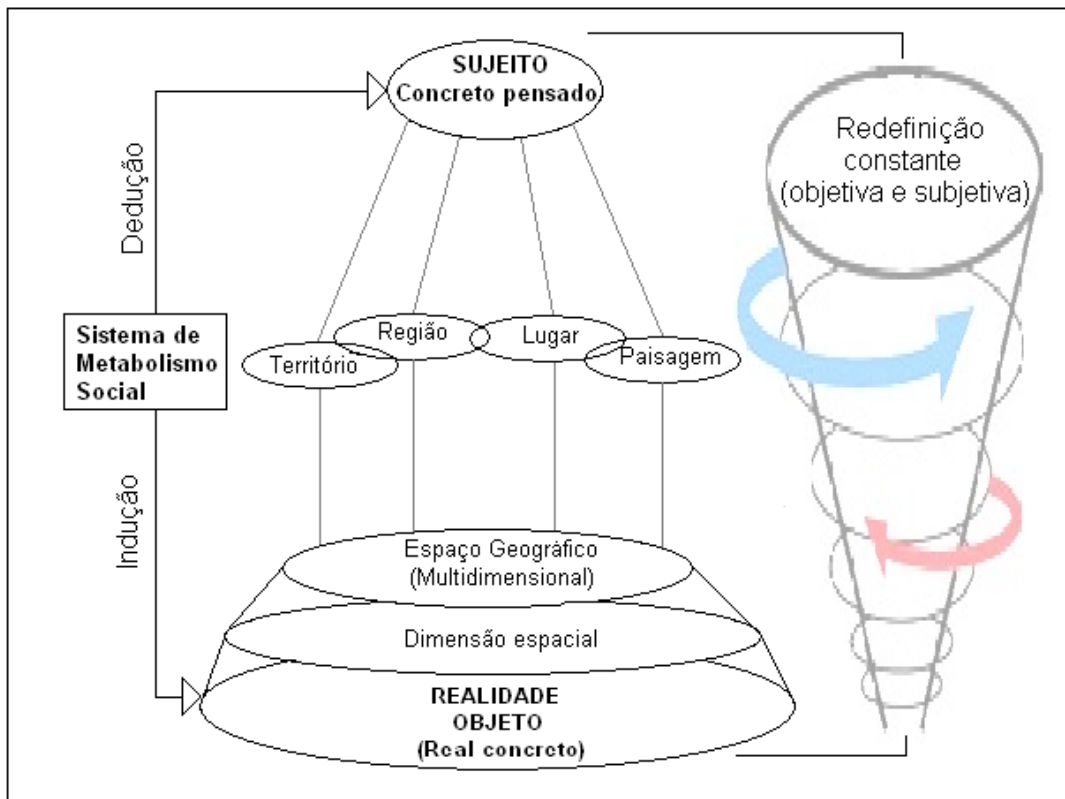 SUJEITO
Concreto pensado
Redefinição
constante
(objetiva e subjetiva)
Dedução
Sistema de
Metabolismo
Social
Território
Região
Lugar
Paisagem
Indução
Espaço Geográfico
(Multidimensional)
Dimensão espacial
REALIDADE
OBJETO
(Real concreto)